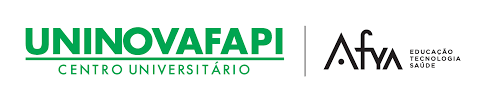 UNINOVAFAPI
CENTRO UNIVERSITÁRIO
Afya
EDUCAÇÃO
TECNOLOGIA
SAÚDE